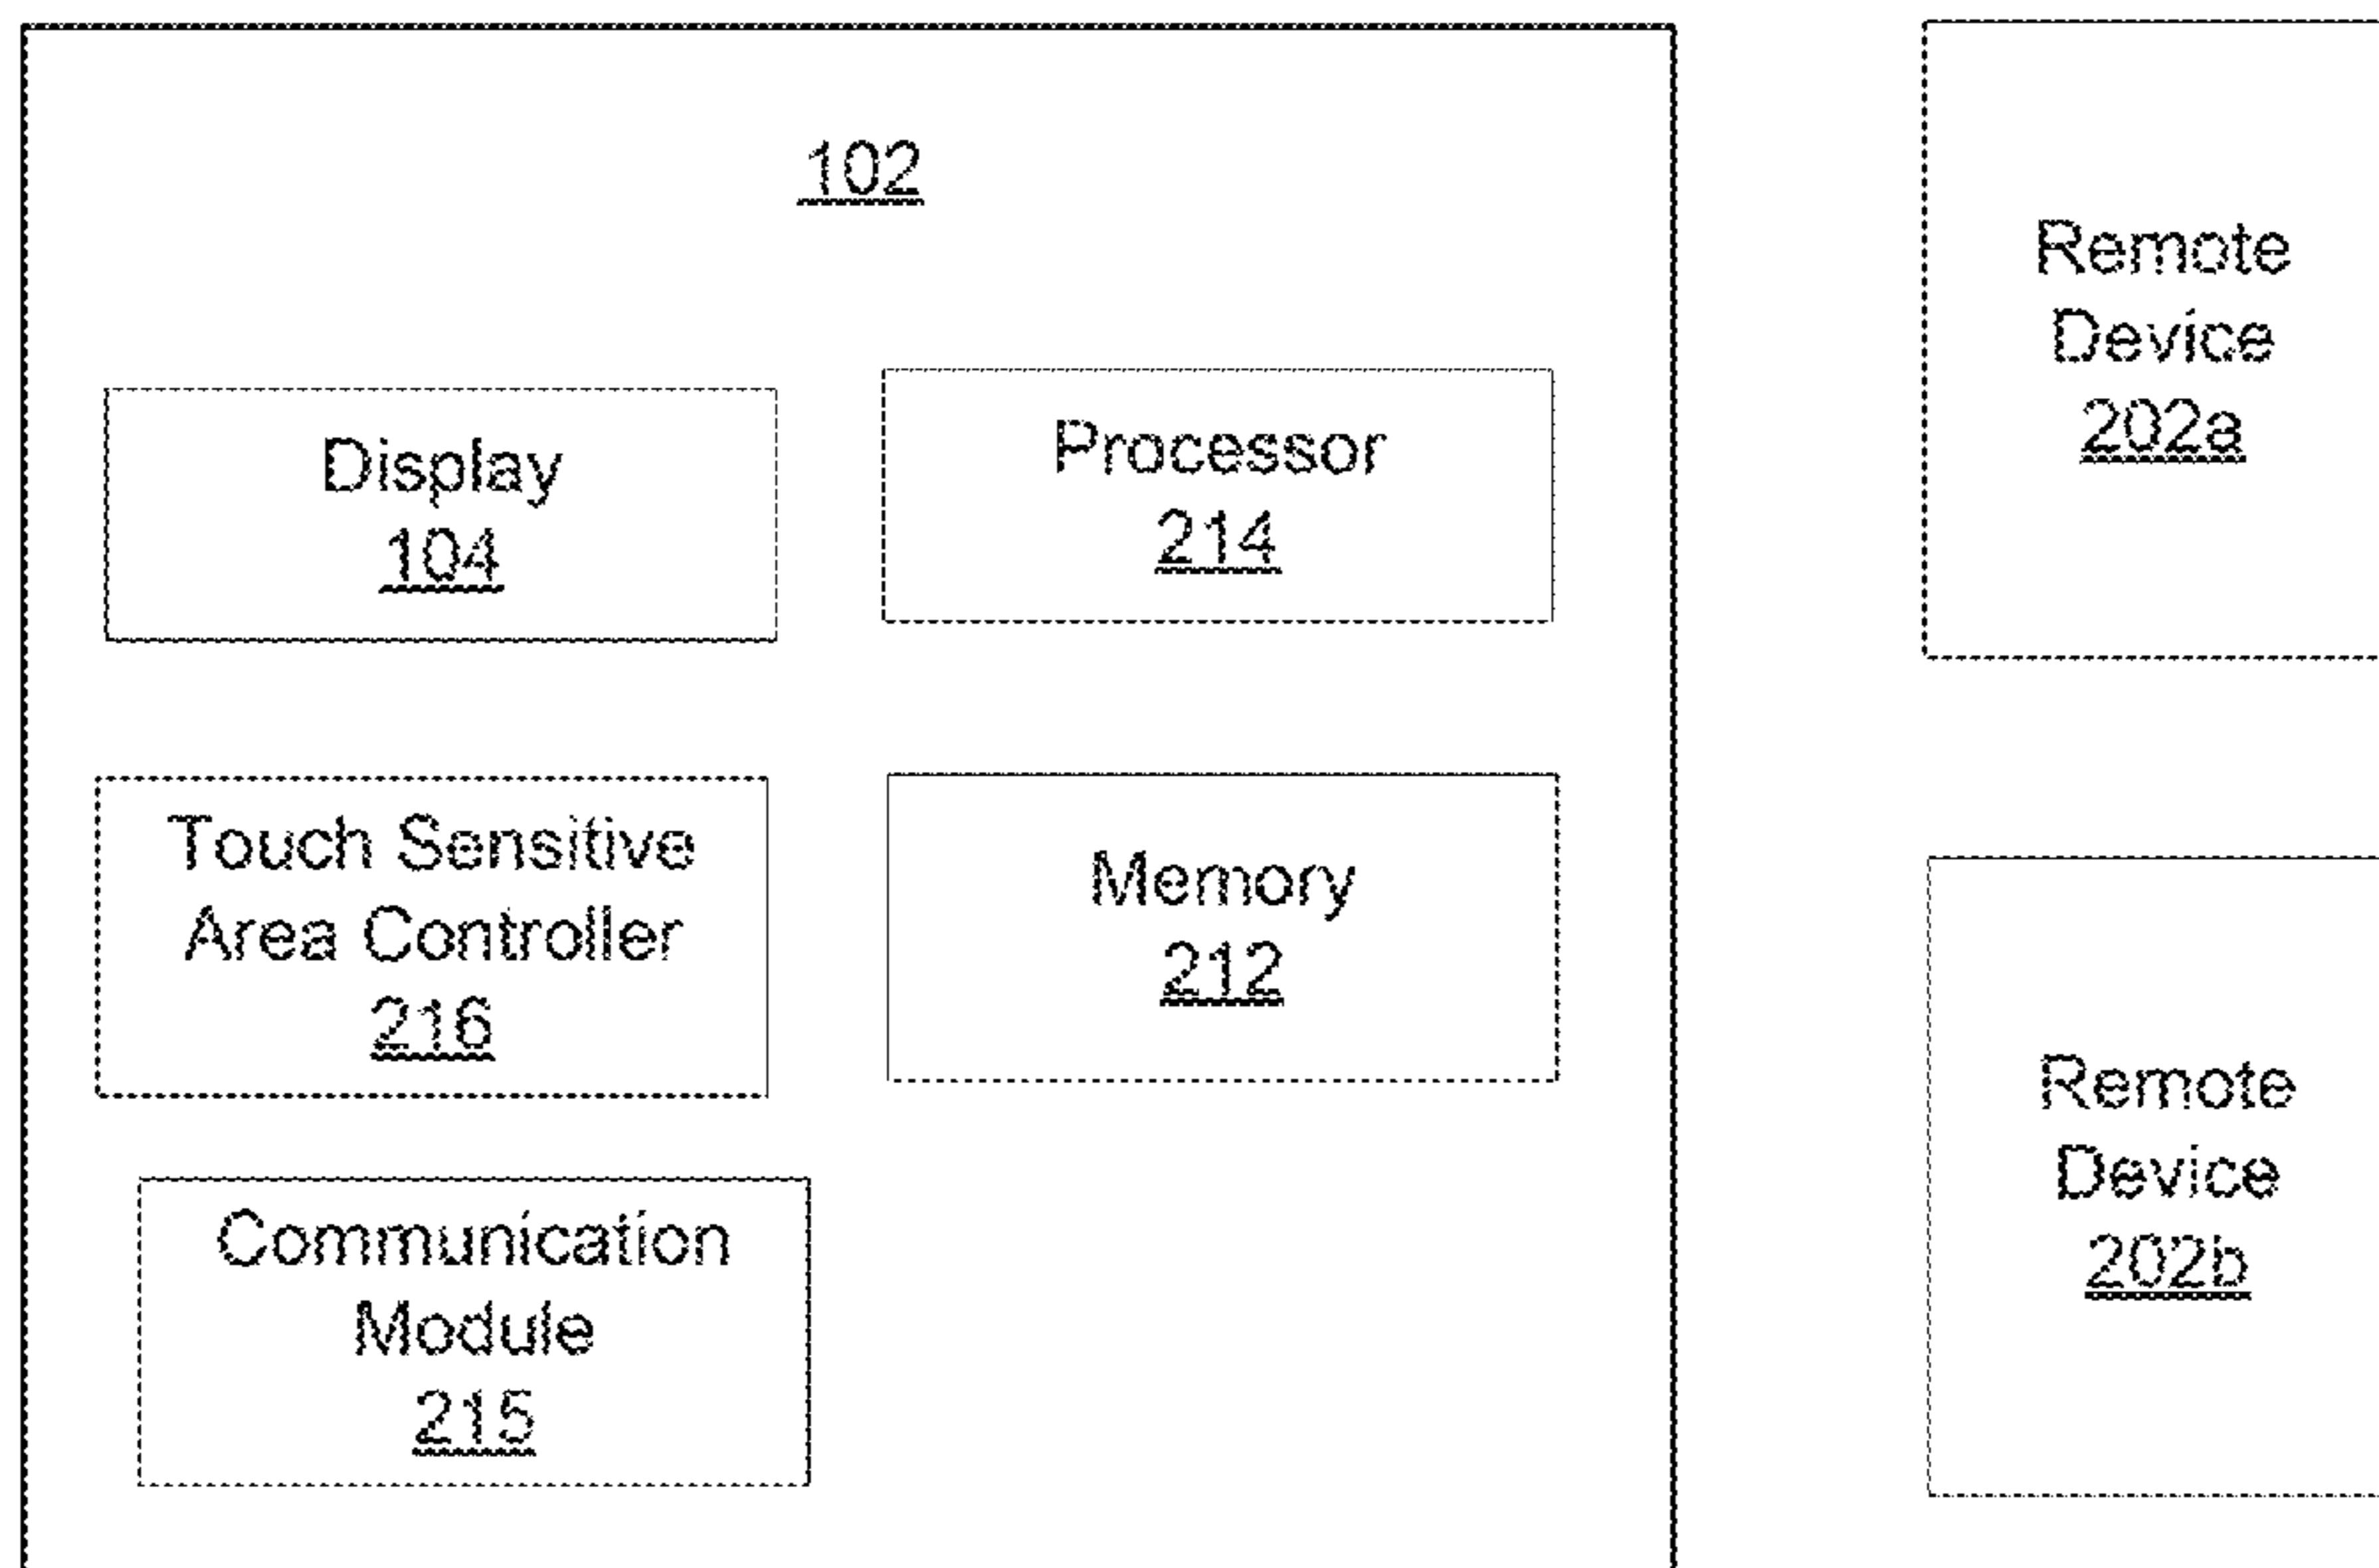 102
Display
104
Processor
214
Touch Sensitive
Area Controller
216
Memory
212
Communication
Module
215
Remote
Device
202a
Remote
Device
202b